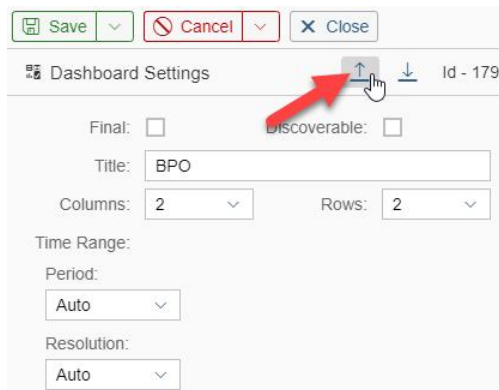 Save Cancel Close
Dashboard Settings Id - 179
Final: Discoverable:
Title: BPO
Columns: 2 Rows: 2
Time Range:
Period:
Auto
Resolution:
Auto